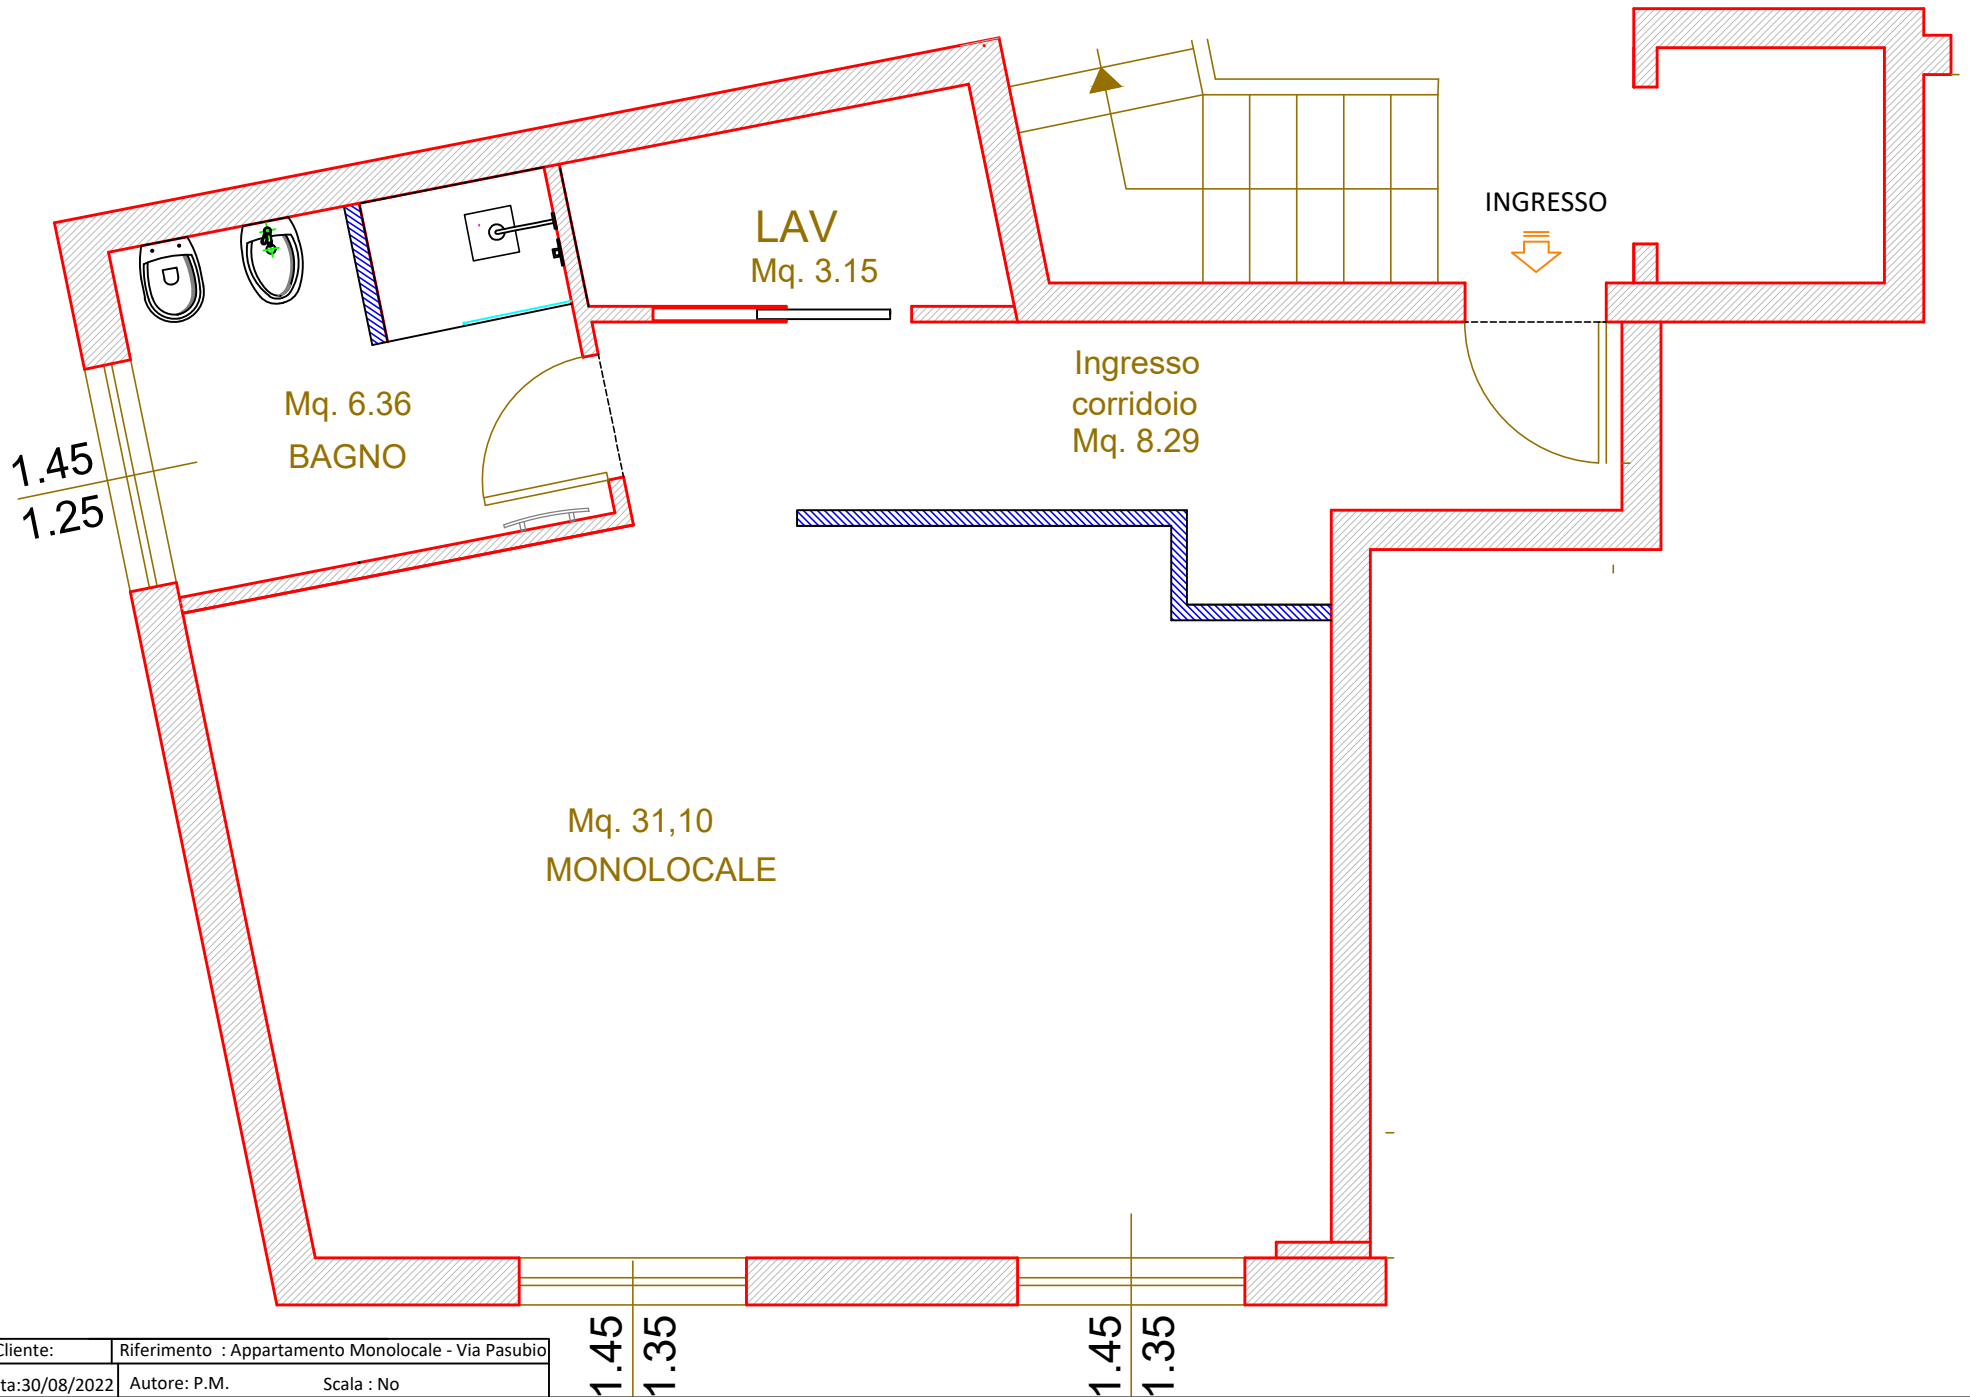 INGRESSO
LAV
Mq. 3.15
Ingresso
corridoio
Mq. 8.29
Mq. 6.36
BAGNO
1.45
1.25
Mq. 31,10
MONOLOCALE
1.45
1.35
1.45
1.35
Cliente:
Riferimento : Appartamento Monolocale - Via Pasubio
ta:30/08/2022
Autore: P.M.
Scala : No